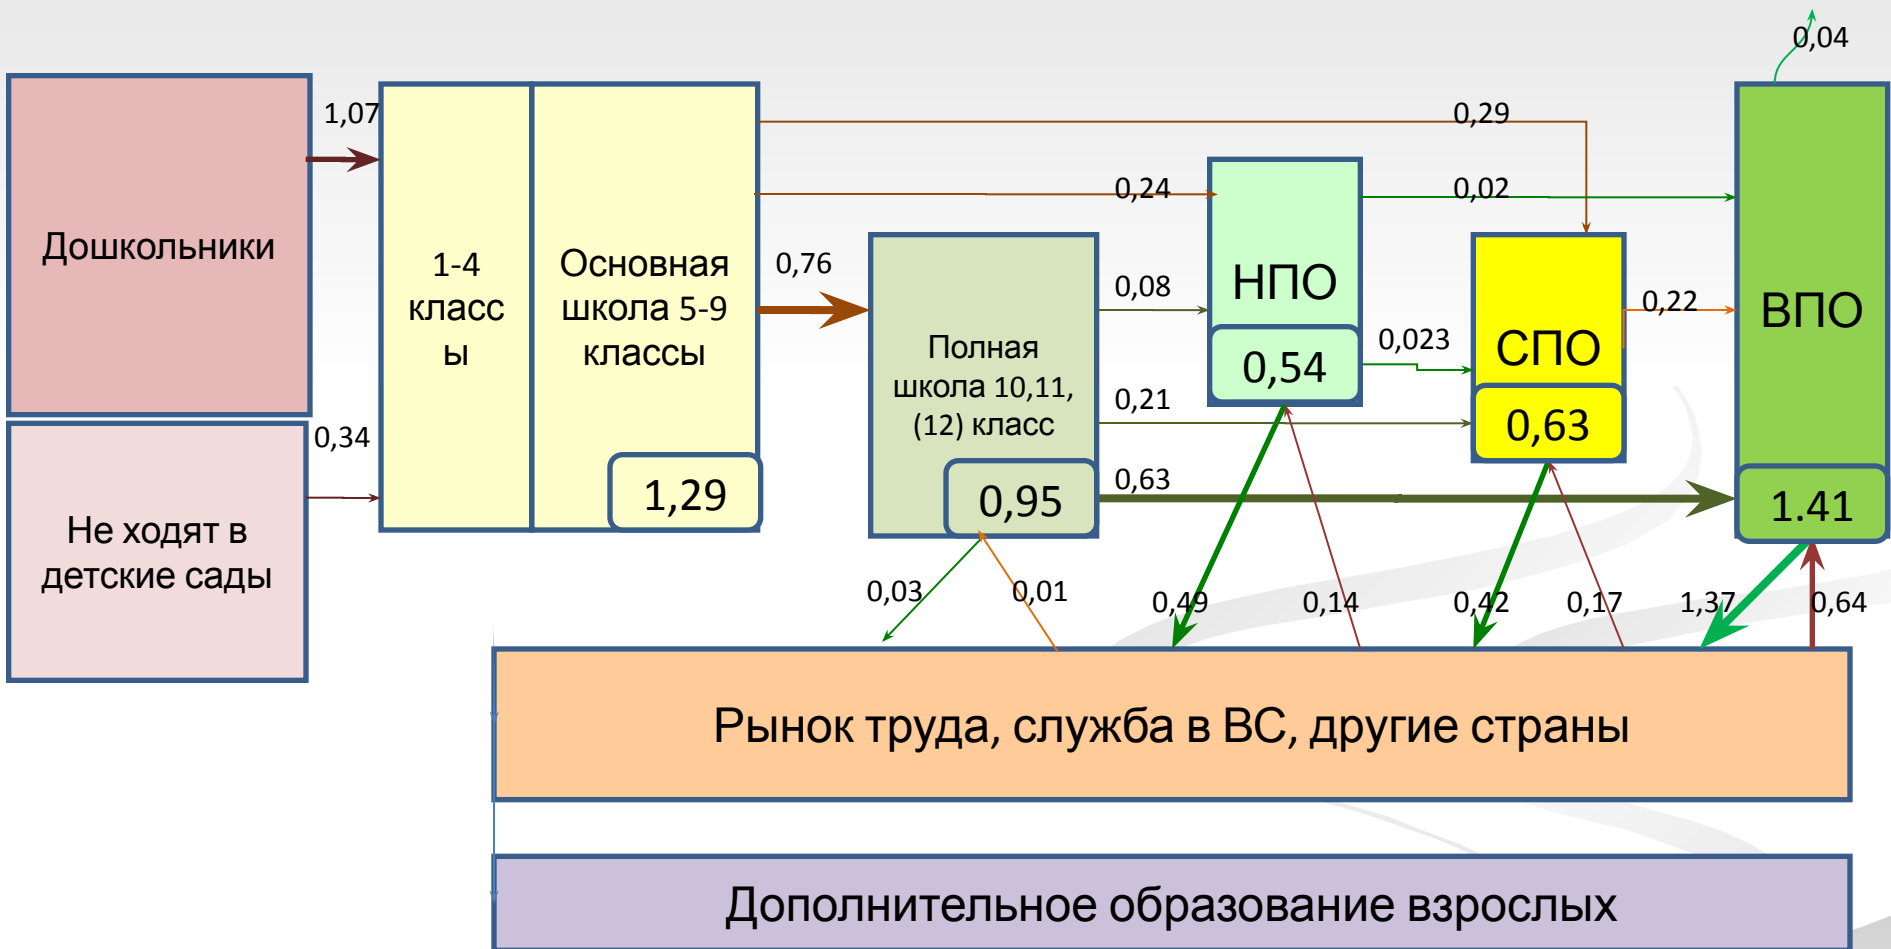 0,04
1,07
0,29
0,24
0,02
Дошкольники
1-4
класс
ы
Основная
школа 5-9
классы
0,76
0,08
НПО
0,22
ВПО
Полная
школа 10,11,
(12) класс
0,023
СПО
0,54
0,21
0,63
0,34
0,63
1,29
0,95
1.41
Не ходят в
детские сады
0,03
0,01
0,49
0,14
0,42
0,17
1,37
0,64
Рынок труда, служба в ВС, другие страны
Дополнительное образование взрослых